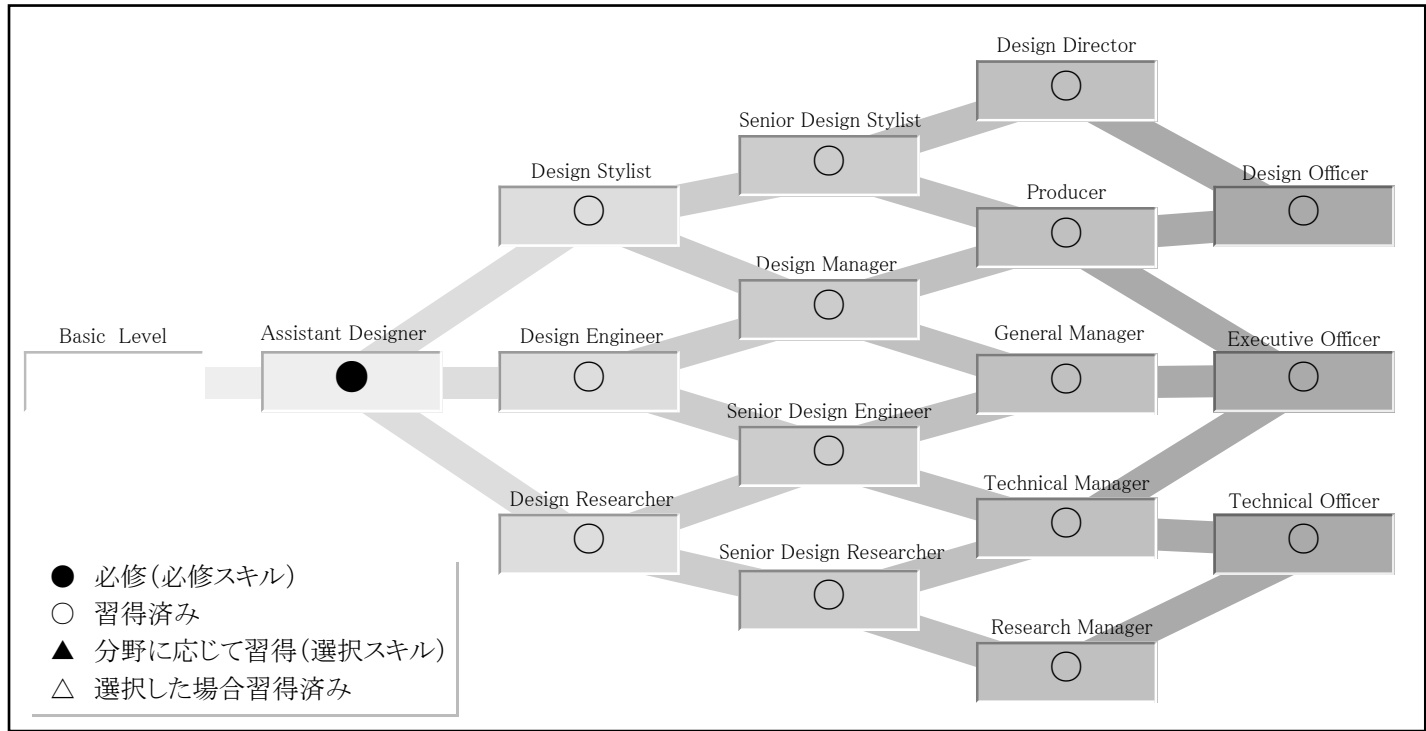 Design Director
Senior Design Stylist
Design Stylist
Design Officer
Producer
Design Manager
Basic Level
Assistant Designer
Design Engineer
General Manager
Executive Officer
Senior Design Engineer
Design Researcher
Technical Manager
Technical Officer
Senior Design Researcher
Research Manager
● 必修(必修スキル)
○ 習得済み
▲ 分野に応じて習得(選択スキル)
△ 選択した場合習得済み